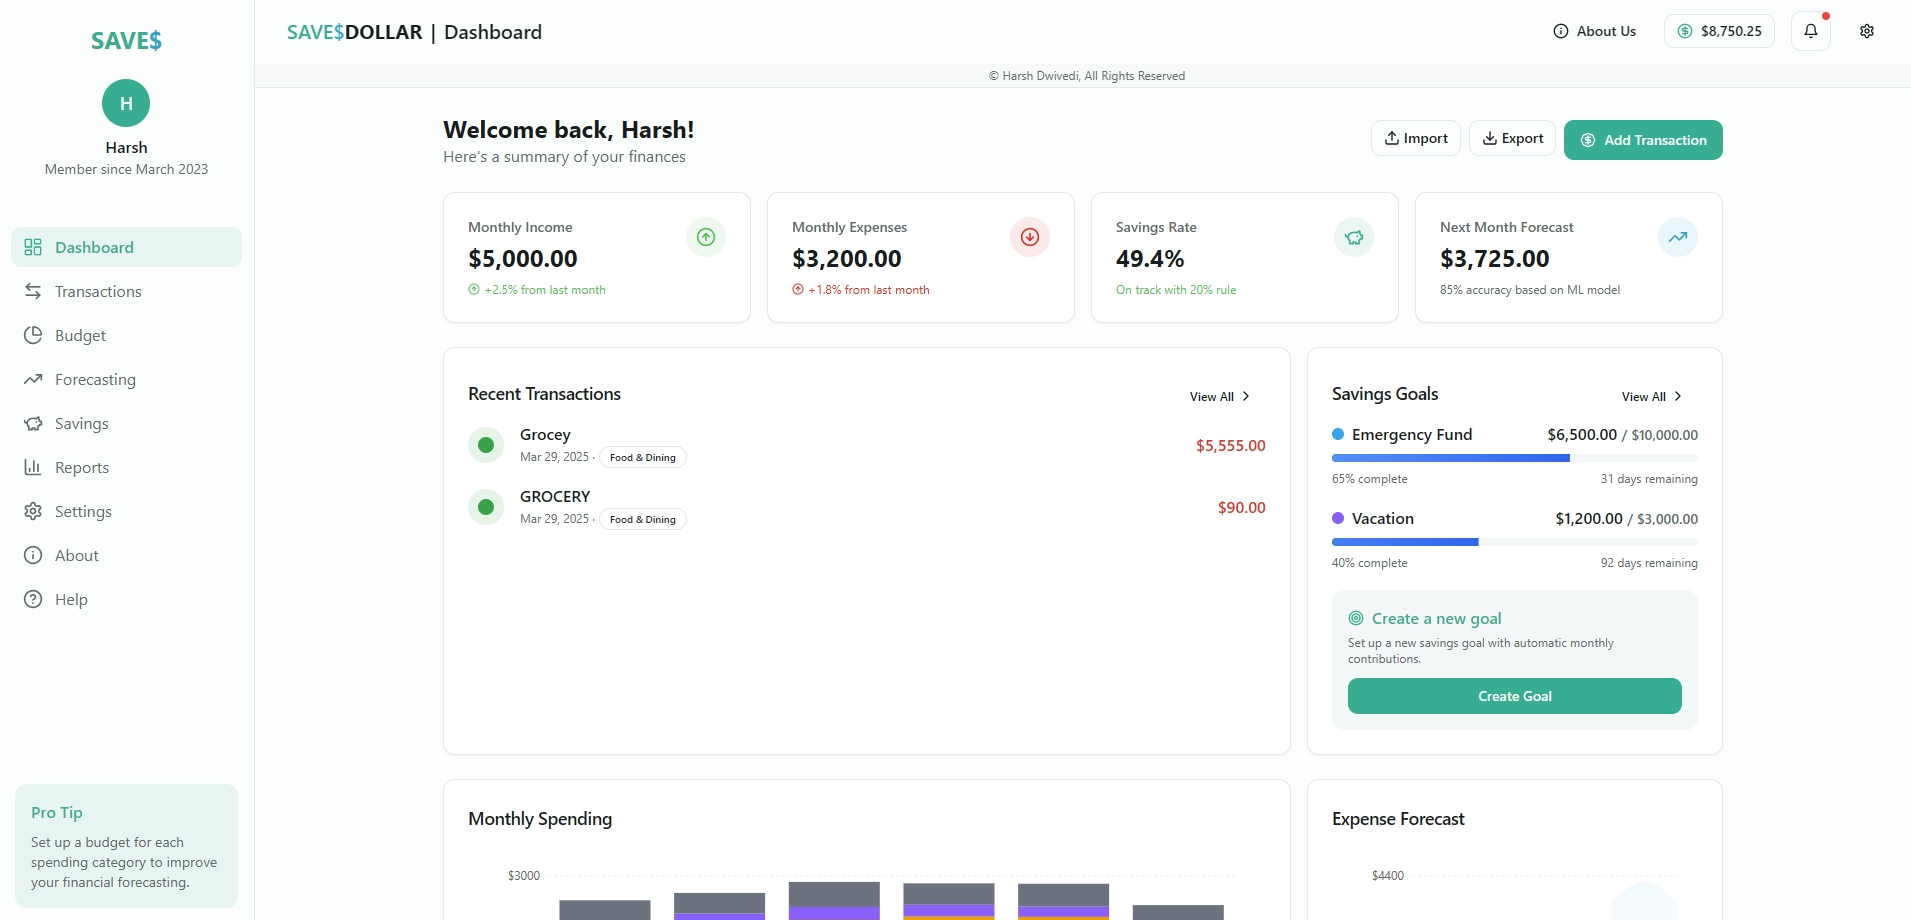 SAVE$
H
Harsh
Member since March 2023
Dashboard
Transactions
Budget
Forecasting
Savings
Reports
Settings
About
Help
Pro Tip
Set up a budget for each
spending category to improve
your financial forecasting.
SAVE$DOLLAR | Dashboard
About Us
$8,750.25
© Harsh Dwivedi, All Rights Reserved
Welcome back, Harsh!
Here's a summary of your finances
Import
Export
Add Transaction
Monthly Income
$5,000.00
+2.5% from last month
Monthly Expenses
$3,200.00
+1.8% from last month
Savings Rate
49.4%
On track with 20% rule
Next Month Forecast
$3,725.00
85% accuracy based on ML model
Recent Transactions
View All
Grocey
$5,555.00
Mar 29, 2025 · Food & Dining
GROCERY
$90.00
Mar 29, 2025 · Food & Dining
Savings Goals
View All
Emergency Fund
$6,500.00 / $10,000.00
65% complete
31 days remaining
Vacation
$1,200.00 / $3,000.00
40% complete
92 days remaining
Create a new goal
Set up a new savings goal with automatic monthly
contributions.
Create Goal
Monthly Spending
$3000
Expense Forecast
$4400